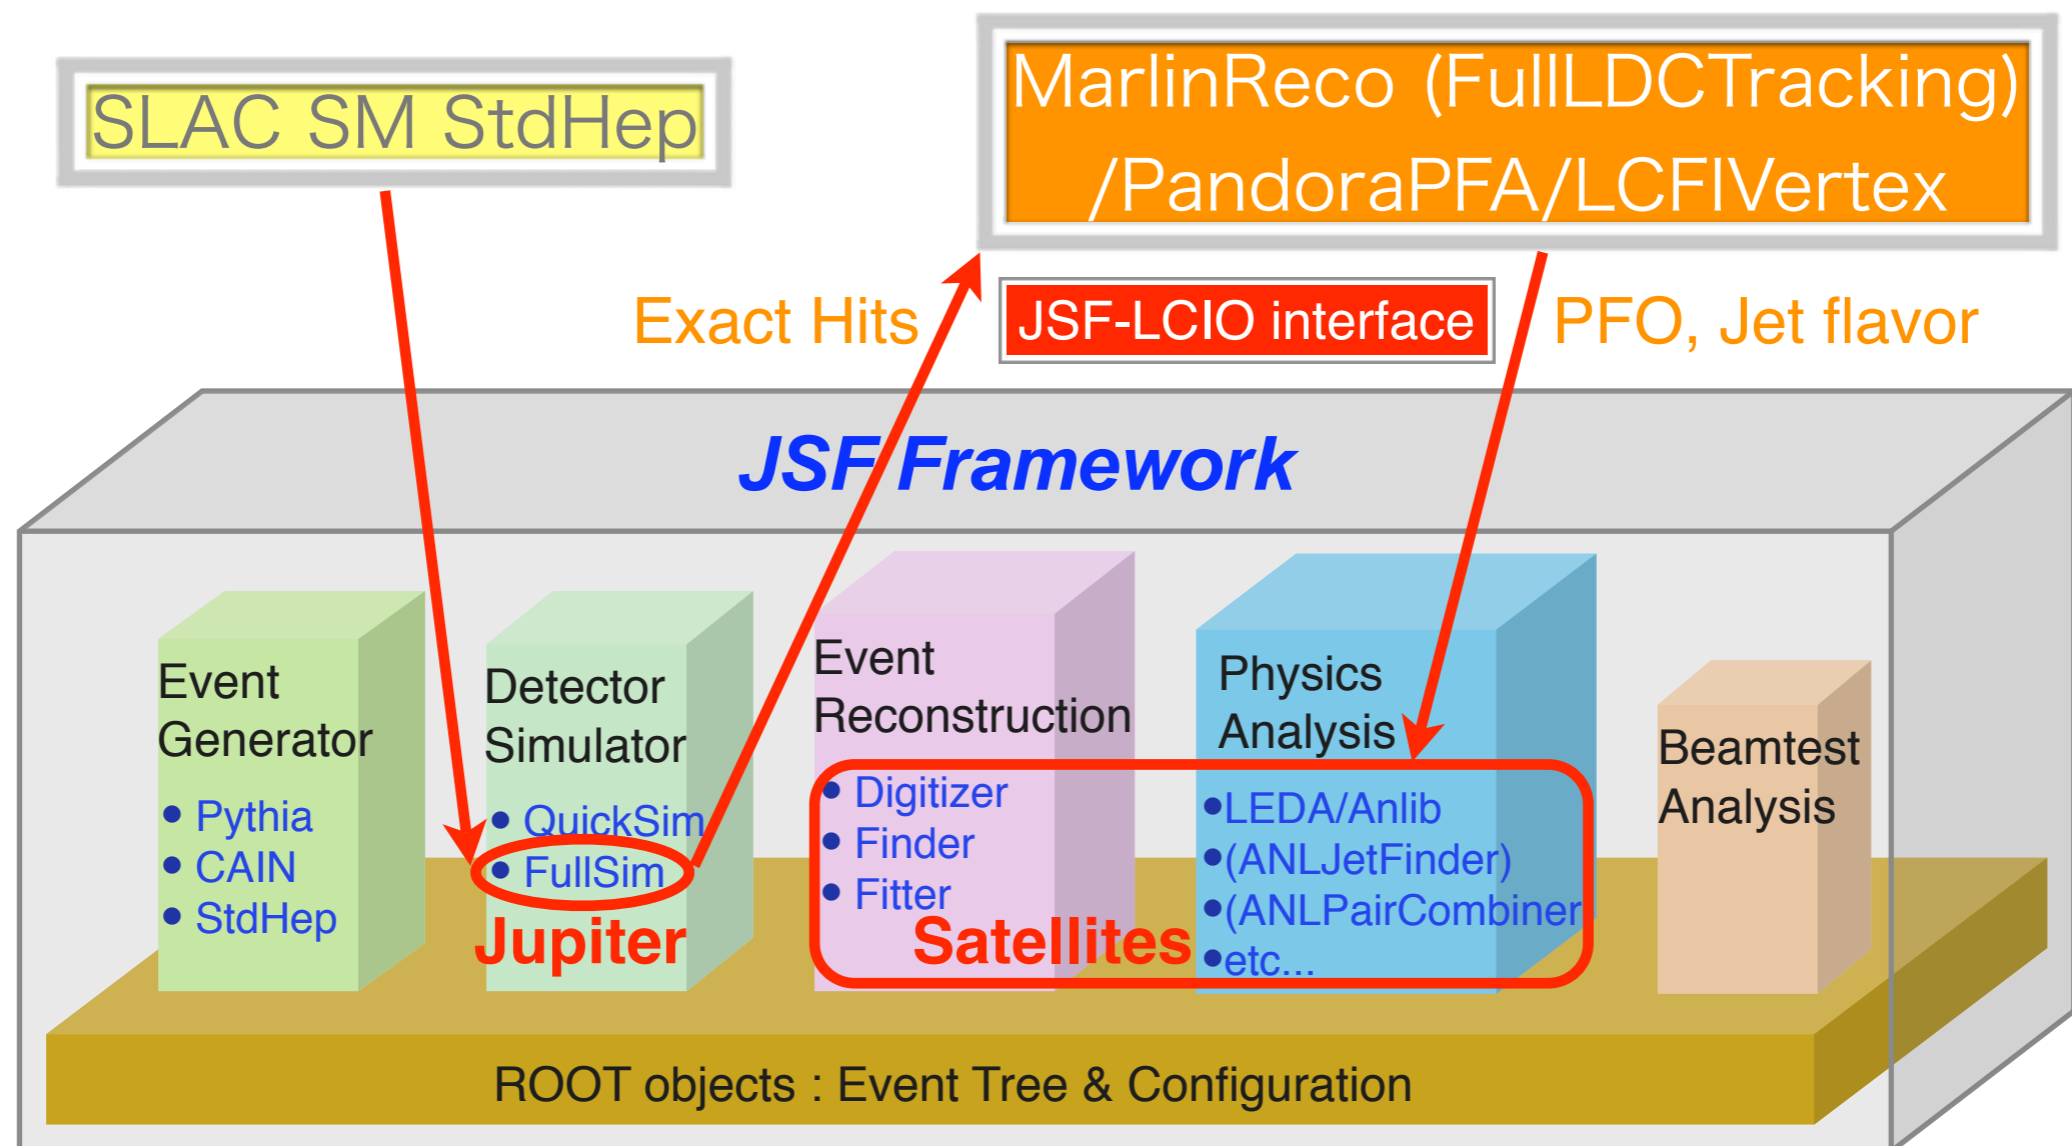 SLAC SM StdHep
MarlinReco (FullLDCTracking)
/PandoraPFA/LCFIVertex
Exact Hits
JSF-LCIO interface
PFO, Jet flavor
JSF Framework
Event
Generator
• Pythia
• CAIN
• StdHep
Detector
Simulator
• QuickSim
• FullSim
Jupiter
Event
Reconstruction
• Digitizer
• Finder
• Fitter
Satellites
Physics
Analysis
•LEDA/Anlib
•(ANLJetFinder)
•(ANLPairCombiner
•etc...
Beamtest
Analysis
ROOT objects : Event Tree & Configuration